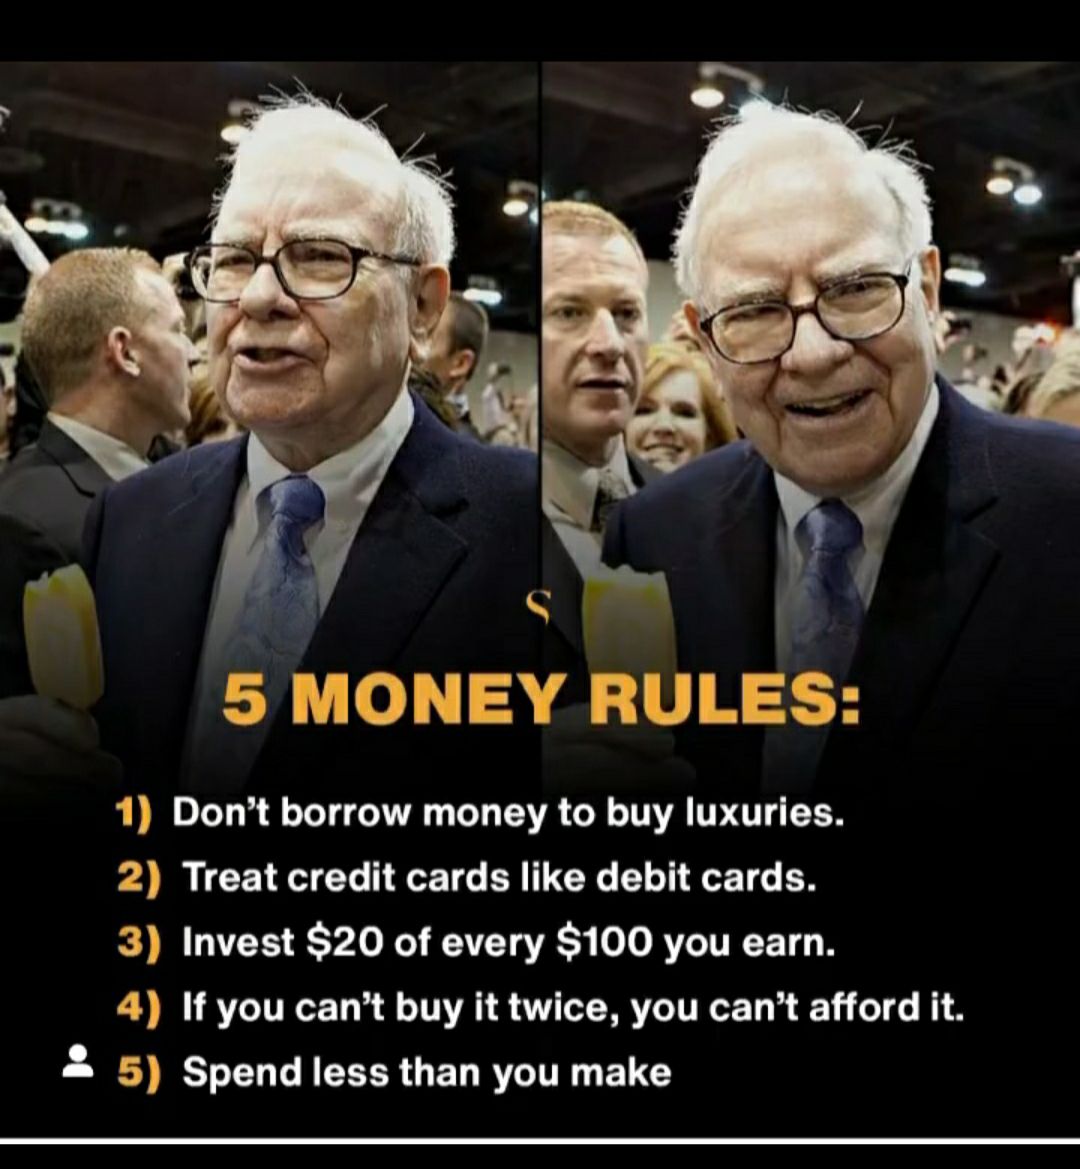 S
5 MONEY RULES:
1) Don't borrow money to buy luxuries.
2) Treat credit cards like debit cards.
3) Invest $20 of every $100 you earn.
4) If you can't buy it twice, you can't afford it.
5) Spend less than you make